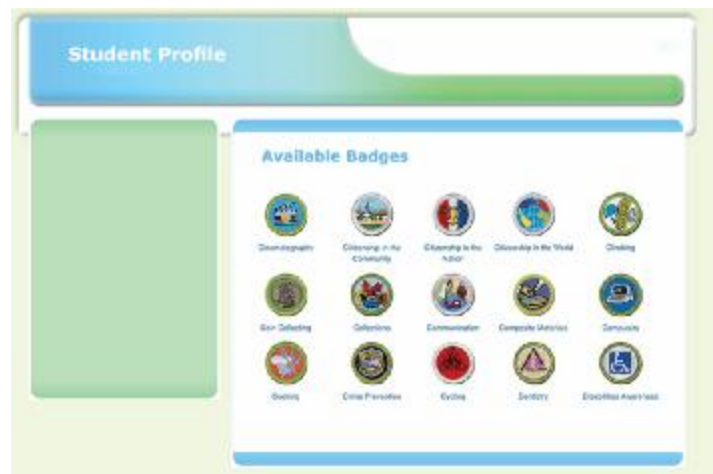 Student Profile
Available Badges
Cinematography
Citizenship in the
Community
Citizenship in the
Nation
Citizenship in the World
Climbing
Coin Collecting
Collections
Communication
Composite Materials
Computers
Cooking
Crime Prevention
Cycling
Dentistry
Disabilities Awareness